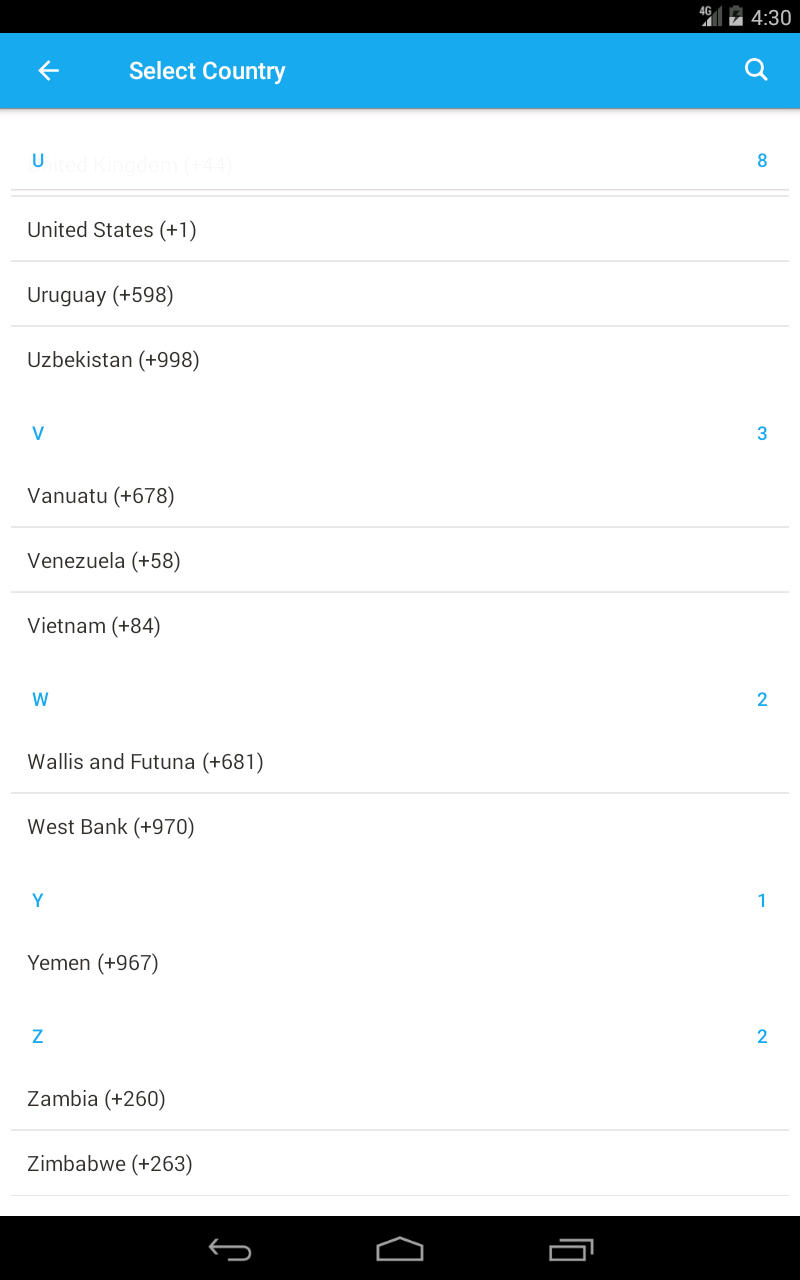 4G 4:30
Select Country
U 8
United Kingdom (+44)
United States (+1)
Uruguay (+598)
Uzbekistan (+998)
V 3
Vanuatu (+678)
Venezuela (+58)
Vietnam (+84)
W 2
Wallis and Futuna (+681)
West Bank (+970)
Y 1
Yemen (+967)
Z 2
Zambia (+260)
Zimbabwe (+263)